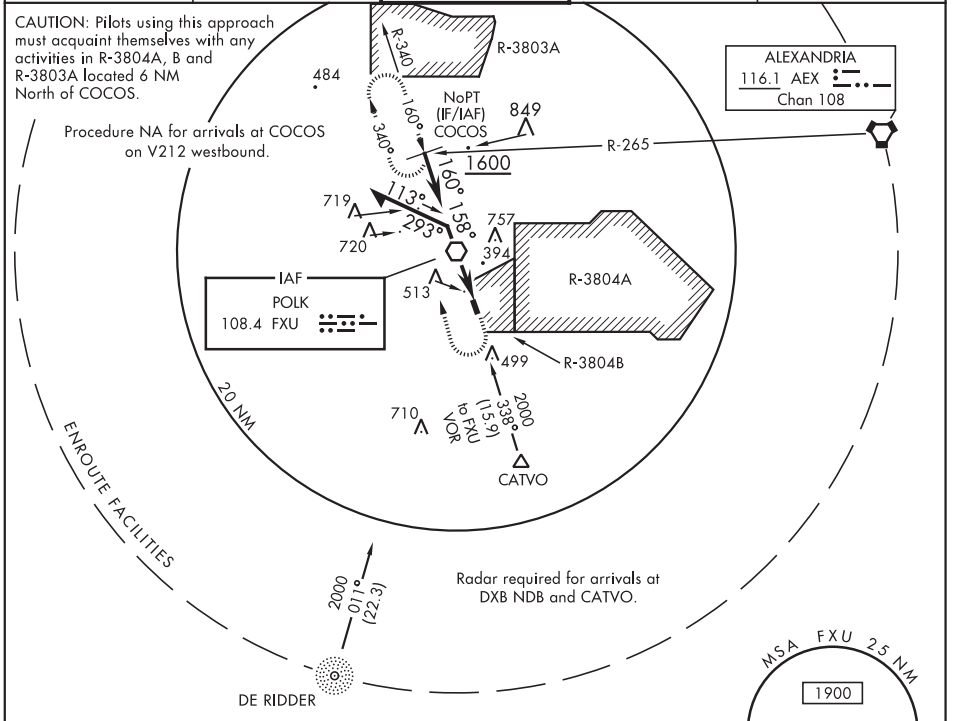 CAUTION: Pilots using this approach
must acquaint themselves with any
activities in R-3804A, B and
R-3803A located 6 NM
North of COCOS.
R-340
R-3803A
484
ALEXANDRIA
116.1 AEX
Chan 108
NoPT
(IF/IAF)
COCOS
849
160°
340°
Procedure NA for arrivals at COCOS
on V212 westbound.
R-265
1600
160°
113°
158°
719
293°
757
720
394
IAF
POLK
108.4 FXU
513
R-3804A
499
R-3804B
20 NM
710
2000
338°
(15.9)
to FXU
VOR
CATVO
ENROUTE FACILITIES
2000
011°
(22.3)
Radar required for arrivals at
DXB NDB and CATVO.
DE RIDDER
MSA FXU 25 NM
1900